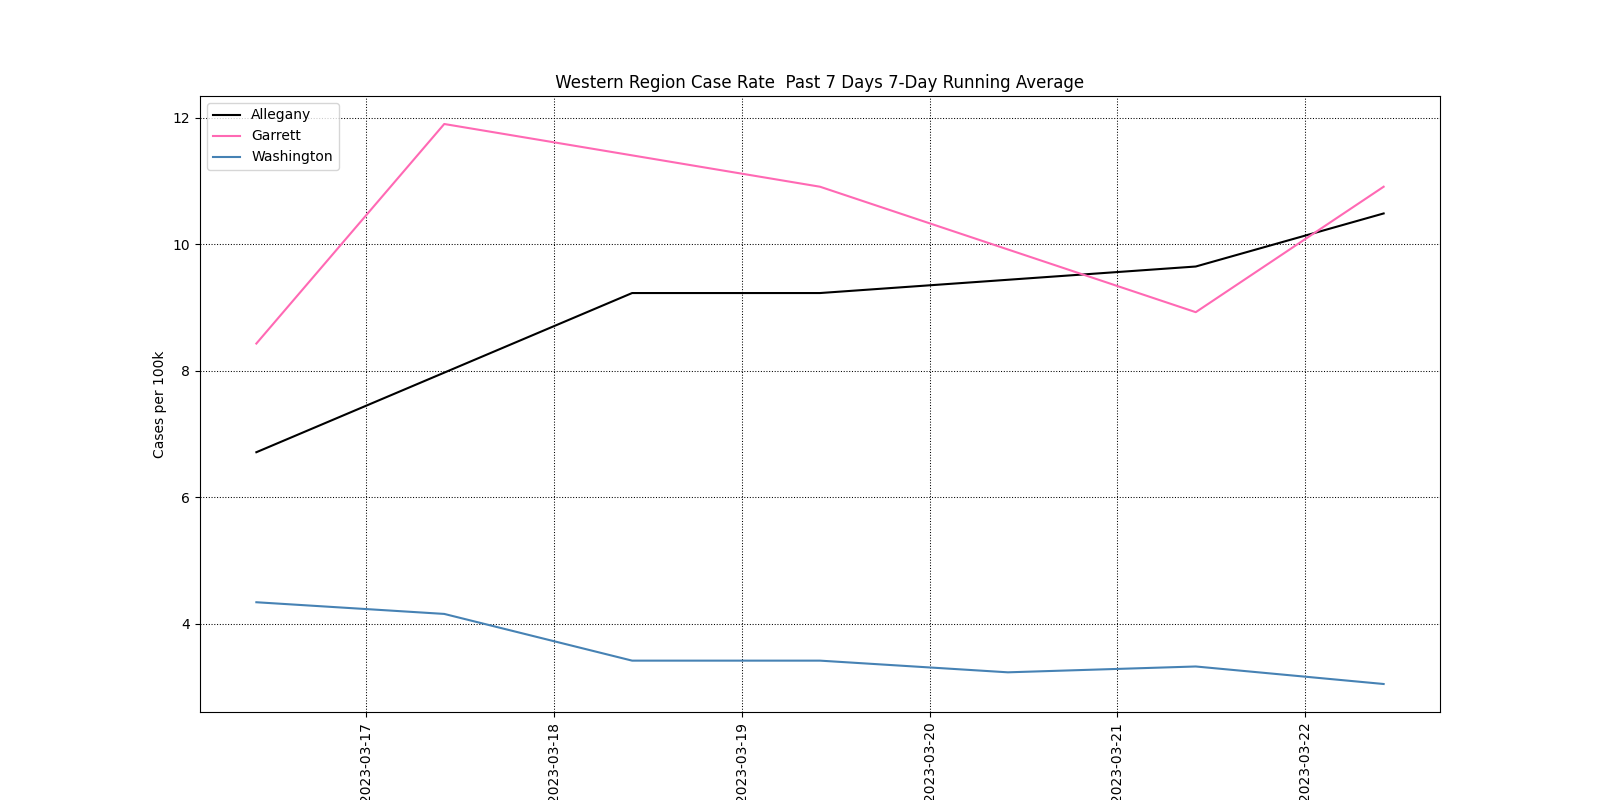 Western Region Case Rate  Past 7 Days 7-Day Running Average
Allegany
Garrett
Washington
12
10
8
6
4
Cases per 100k
2023-03-17
2023-03-18
2023-03-19
2023-03-20
2023-03-21
2023-03-22